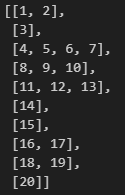 [[1, 2],
[3],
[4, 5, 6, 7],
[8, 9, 10],
[11, 12, 13],
[14],
[15],
[16, 17],
[18, 19],
[20]]